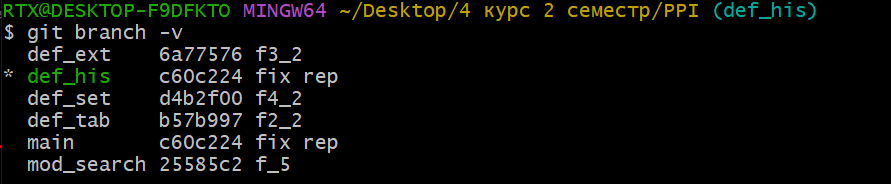 RTX@DESKTOP-F9DFKTO MINGW64 ~/Desktop/4 курс 2 семестр/PPI (def_his)
$ git branch -v
  def_ext    6a77576 f3_2
* def_his    c60c224 fix rep
  def_set    d4b2f00 f4_2
  def_tab    b57b997 f2_2
  main       c60c224 fix rep
  mod_search 25585c2 f_5